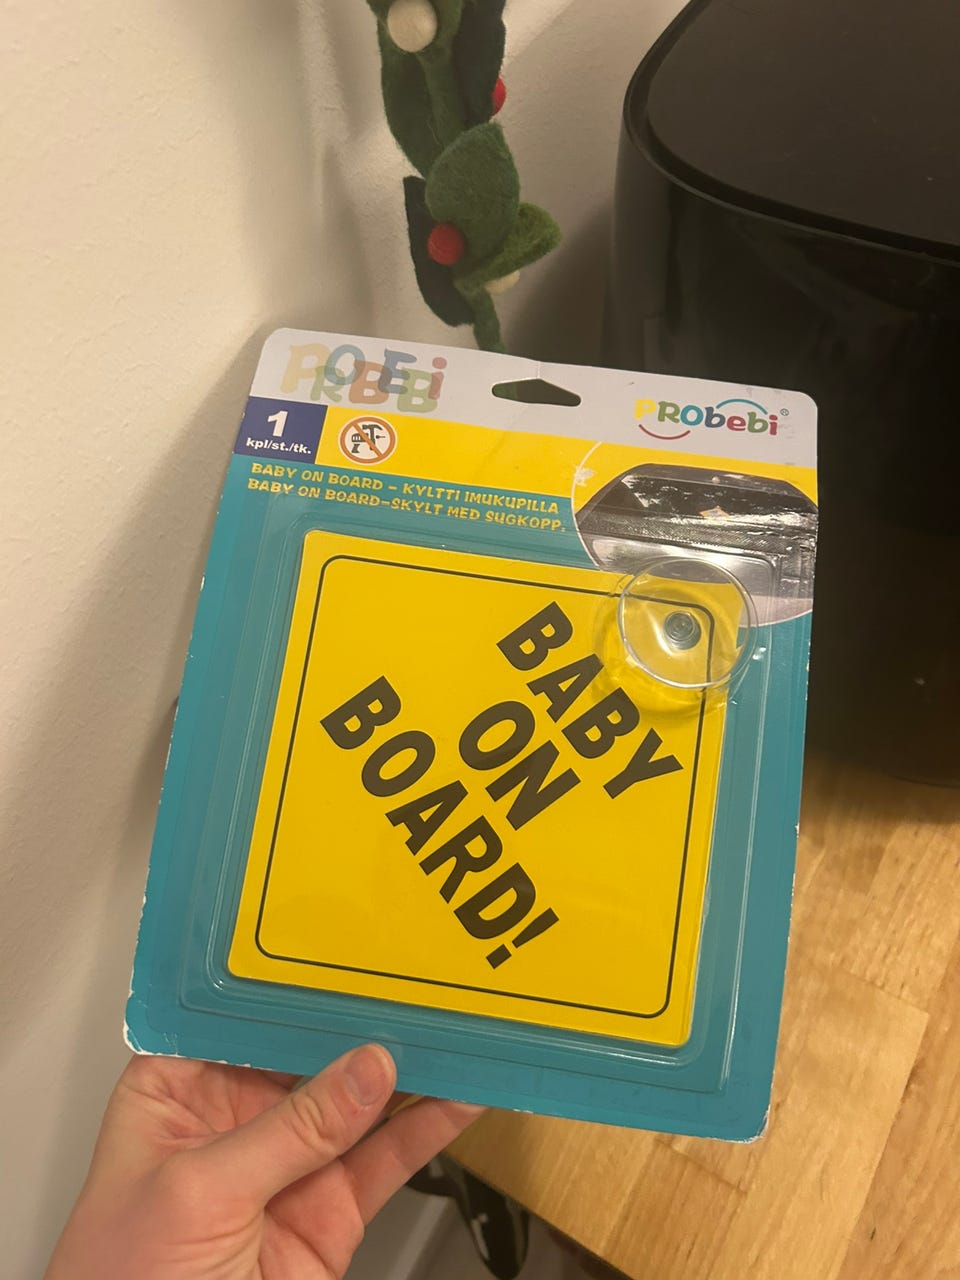 PROBEBi
PRObebi®
1
kpl/st./tk.
BABY ON BOARD – KYLTTI IMUKUPILLA
BABY ON BOARD-SKYLT MED SUGKOPP.
BABY
ON
BOARD!